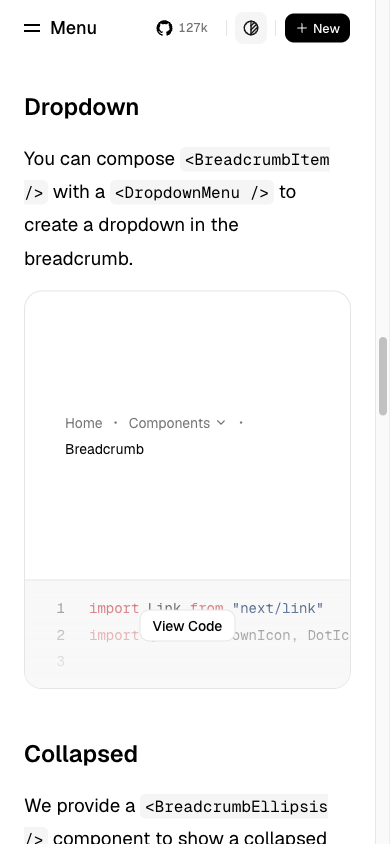 Menu 127k + New
Dropdown
You can compose <BreadcrumbItem
/> with a <DropdownMenu /> to
create a dropdown in the
breadcrumb.
Home · Components ·
Breadcrumb
1 import Link from "next/link"
2 import ownIcon, DotIc
View Code
3
Collapsed
We provide a <BreadcrumbEllipsis
/> component to show a collapsed